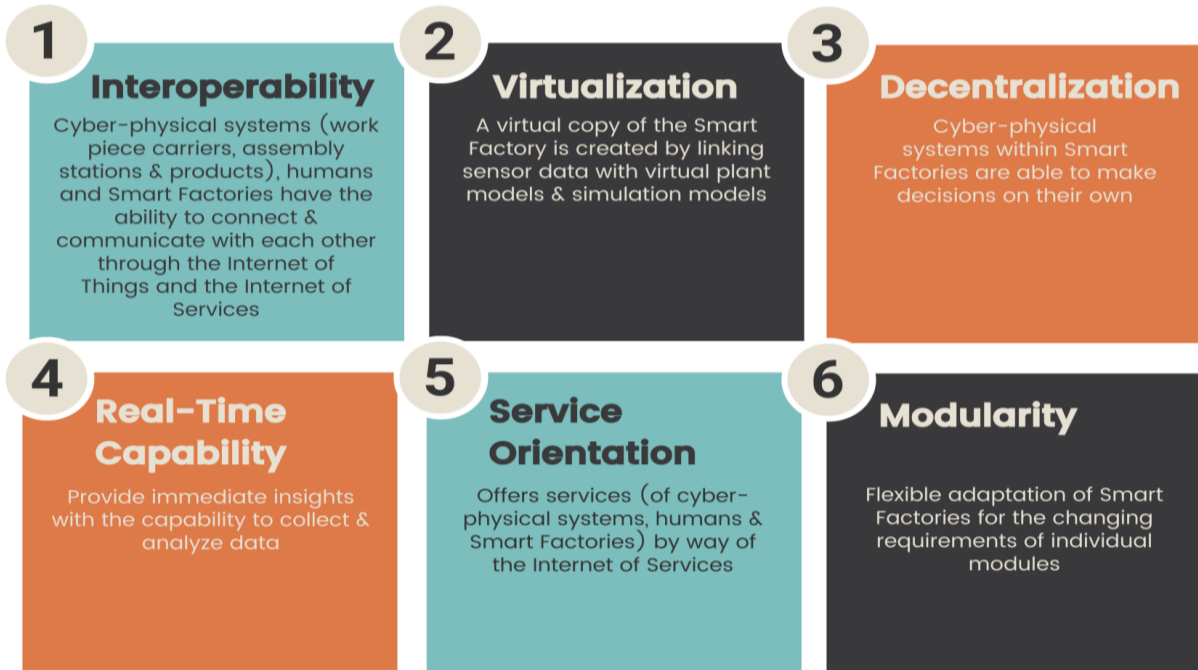 1
Interoperability
Cyber-physical systems (work
piece carriers, assembly
stations & products), humans
and Smart Factories have the
ability to connect &
communicate with each other
through the Internet of
Things and the Internet of
Services
2
Virtualization
A virtual copy of the Smart
Factory is created by linking
sensor data with virtual plant
models & simulation models
3
Decentralization
Cyber-physical
systems within Smart
Factories are able to make
decisions on their own
4
Real-Time
Capability
Provide immediate insights
with the capability to collect &
analyze data
5
Service
Orientation
Offers services (of cyber-
physical systems, humans &
Smart Factories) by way of
the Internet of Services
6
Modularity
Flexible adaptation of Smart
Factories for the changing
requirements of individual
modules